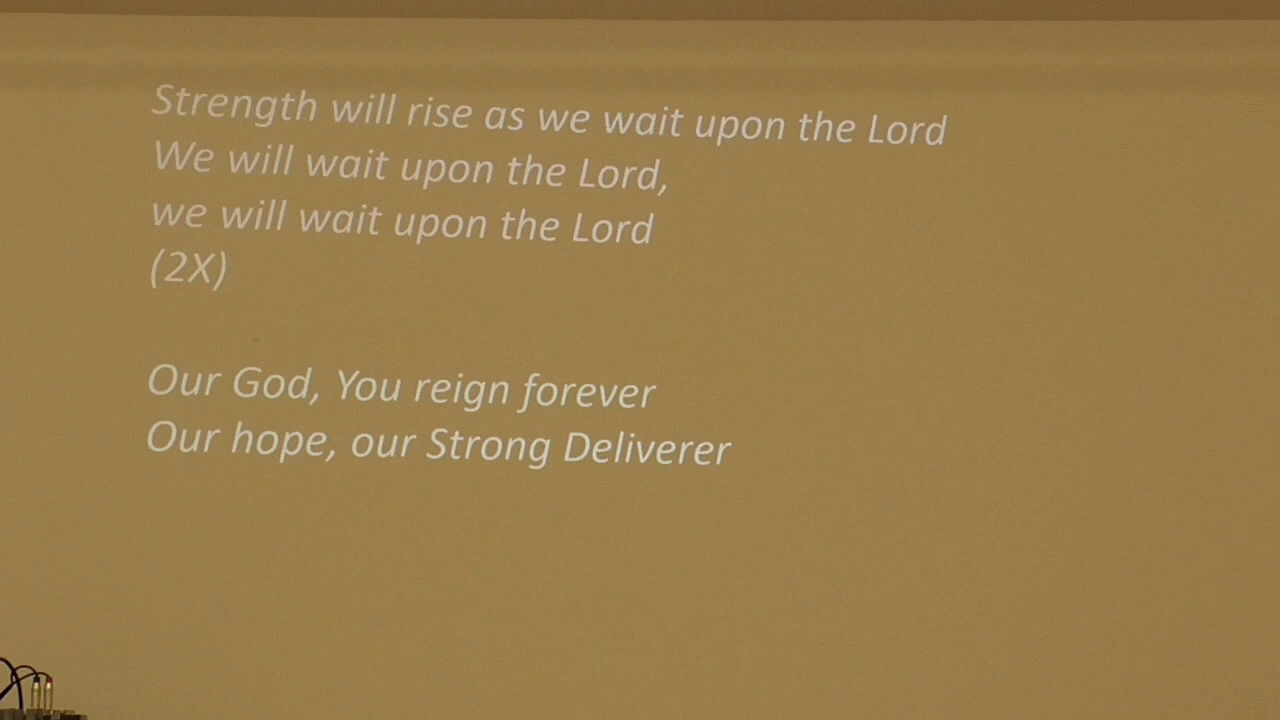 Strength will rise as we wait upon the Lord
We will wait upon the Lord,
we will wait upon the Lord
(2X)
Our God, You reign forever
Our hope, our Strong Deliverer